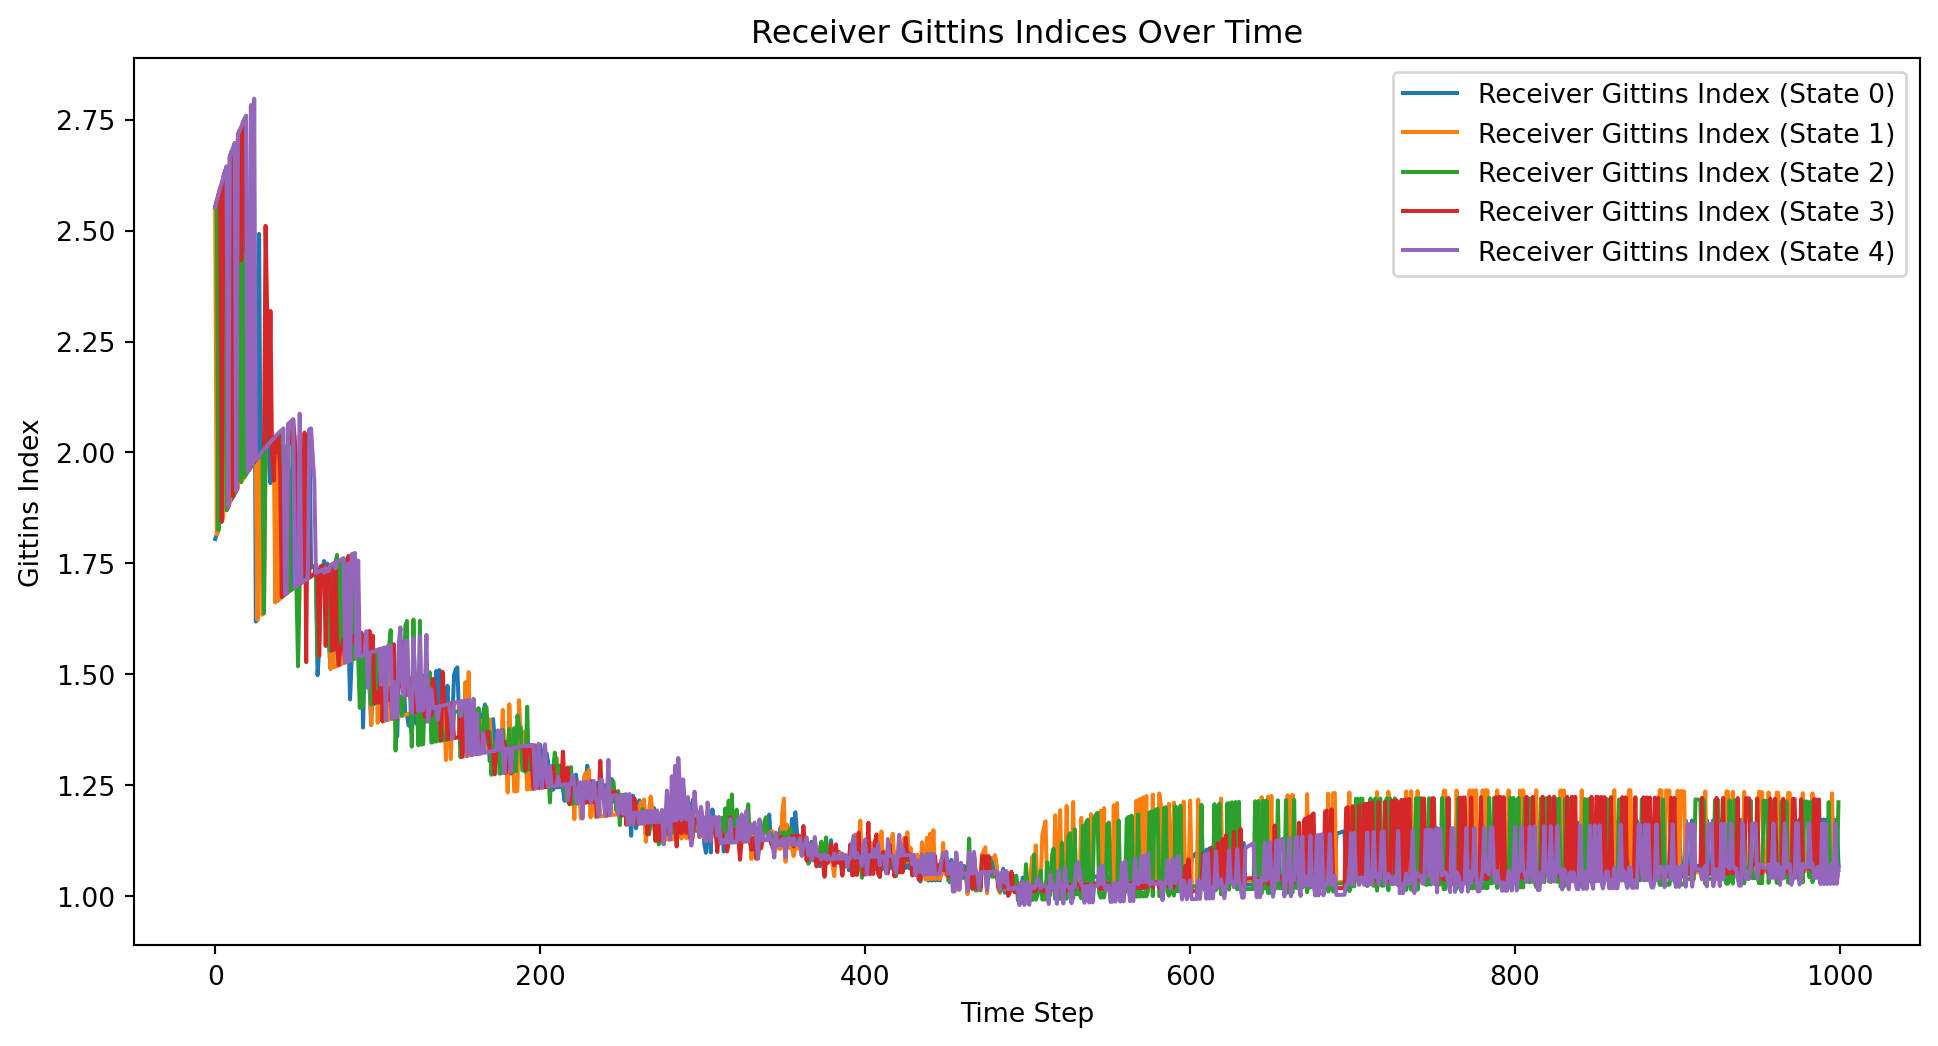 Receiver Gittins Indices Over Time
Receiver Gittins Index (State 0)
Receiver Gittins Index (State 1)
Receiver Gittins Index (State 2)
Receiver Gittins Index (State 3)
Receiver Gittins Index (State 4)
Gittins Index
2.75
2.50
2.25
2.00
1.75
1.50
1.25
1.00
0
200
400
600
800
1000
Time Step